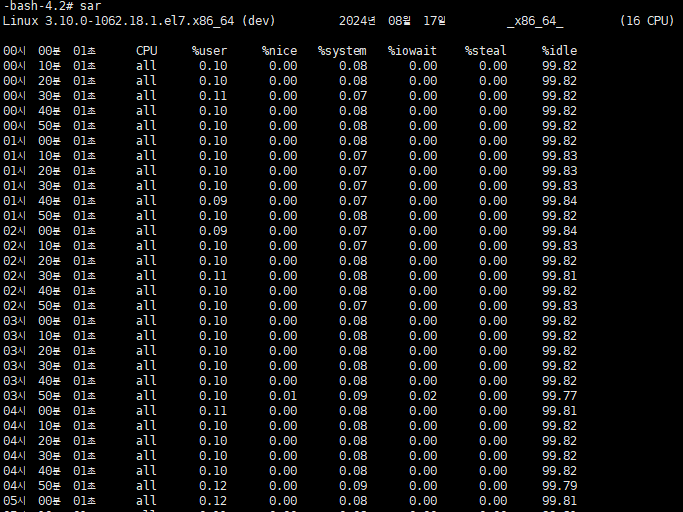 -bash-4.2# sar
Linux 3.10.0-1062.18.1.el7.x86_64 (dev) 2024년 08월 17일 _x86_64_ (16 CPU)
00시 00분 01초 CPU %user %nice %system %iowait %steal %idle
00시 10분 01초 all 0.10 0.00 0.08 0.00 0.00 99.82
00시 20분 01초 all 0.10 0.00 0.08 0.00 0.00 99.82
00시 30분 01초 all 0.11 0.00 0.07 0.00 0.00 99.82
00시 40분 01초 all 0.10 0.00 0.08 0.00 0.00 99.82
00시 50분 01초 all 0.10 0.00 0.08 0.00 0.00 99.82
01시 00분 01초 all 0.10 0.00 0.08 0.00 0.00 99.82
01시 10분 01초 all 0.10 0.00 0.07 0.00 0.00 99.83
01시 20분 01초 all 0.10 0.00 0.07 0.00 0.00 99.83
01시 30분 01초 all 0.10 0.00 0.07 0.00 0.00 99.83
01시 40분 01초 all 0.09 0.00 0.07 0.00 0.00 99.84
01시 50분 01초 all 0.10 0.00 0.08 0.00 0.00 99.82
02시 00분 01초 all 0.09 0.00 0.07 0.00 0.00 99.84
02시 10분 01초 all 0.10 0.00 0.07 0.00 0.00 99.83
02시 20분 01초 all 0.10 0.00 0.08 0.00 0.00 99.82
02시 30분 01초 all 0.11 0.00 0.08 0.00 0.00 99.81
02시 40분 01초 all 0.10 0.00 0.08 0.00 0.00 99.82
02시 50분 01초 all 0.10 0.00 0.07 0.00 0.00 99.83
03시 00분 01초 all 0.10 0.00 0.08 0.00 0.00 99.82
03시 10분 01초 all 0.10 0.00 0.08 0.00 0.00 99.82
03시 20분 01초 all 0.10 0.00 0.08 0.00 0.00 99.82
03시 30분 01초 all 0.10 0.00 0.08 0.00 0.00 99.82
03시 40분 01초 all 0.10 0.00 0.08 0.00 0.00 99.82
03시 50분 01초 all 0.10 0.01 0.09 0.02 0.00 99.77
04시 00분 01초 all 0.11 0.00 0.08 0.00 0.00 99.81
04시 10분 01초 all 0.10 0.00 0.08 0.00 0.00 99.82
04시 20분 01초 all 0.10 0.00 0.08 0.00 0.00 99.82
04시 30분 01초 all 0.10 0.00 0.08 0.00 0.00 99.82
04시 40분 01초 all 0.10 0.00 0.08 0.00 0.00 99.82
04시 50분 01초 all 0.12 0.00 0.09 0.00 0.00 99.79
05시 00분 01초 all 0.12 0.00 0.08 0.00 0.00 99.81